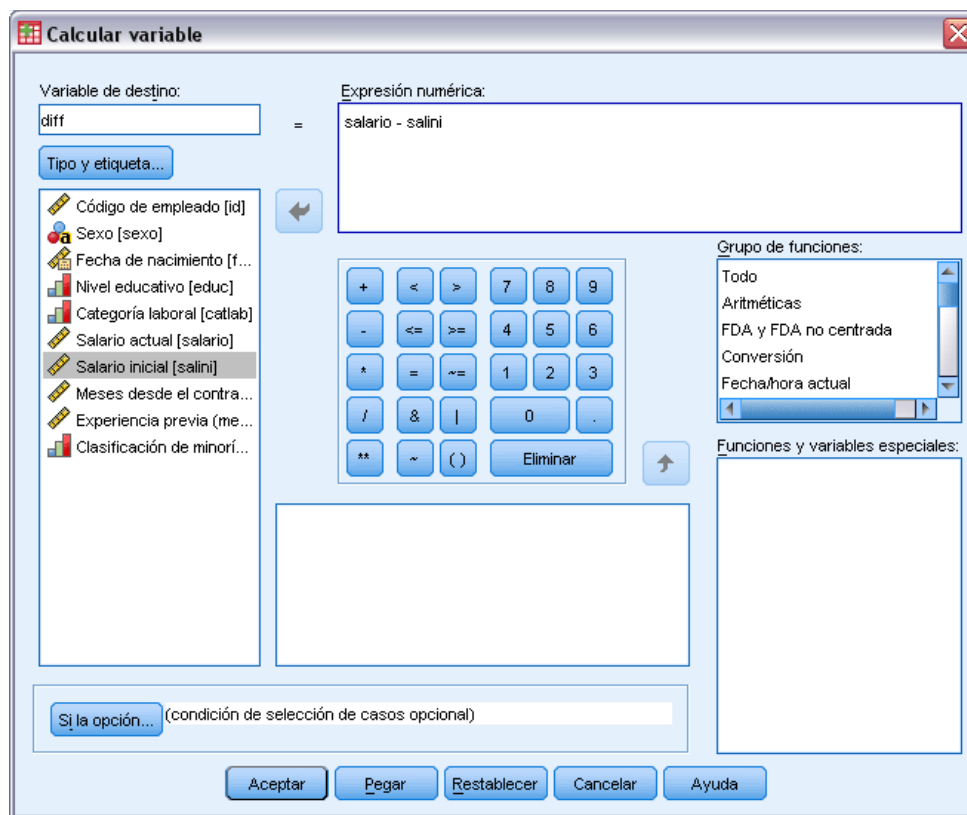 Calcular variable
Variable de destino:
diff
=
Expresión numérica:
salario - salini
Tipo y etiqueta...
Código de empleado [id]
Sexo [sexo]
Fecha de nacimiento [f...
Nivel educativo [educ]
Categoría laboral [catlab]
Salario actual [salario]
Salario inicial [salini]
Meses desde el contra...
Experiencia previa (me...
Clasificación de minorí...
+ < > 7 8 9
- <= >= 4 5 6
* = ~= 1 2 3
/ & | 0 .
** ~ ( ) Eliminar
Grupo de funciones:
Todo
Aritméticas
FDA y FDA no centrada
Conversión
Fecha/hora actual
Funciones y variables especiales:
Si la opción... (condición de selección de casos opcional)
Aceptar Pegar Restablecer Cancelar Ayuda